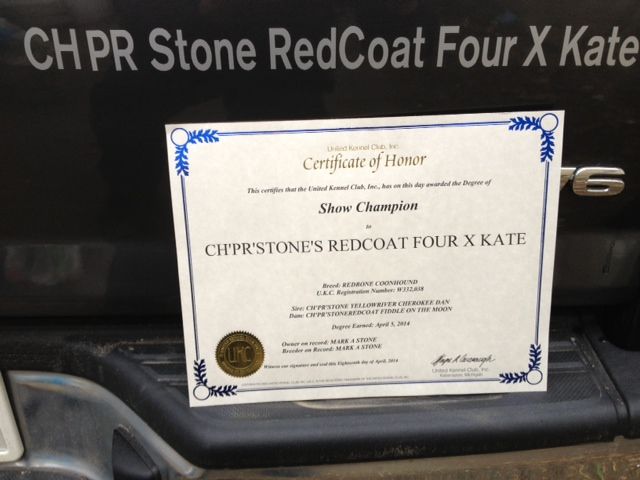 CH PR Stone RedCoat Four X Kate
United Kennel Club, Inc.
Certificate of Honor
This certifies that the United Kennel Club, Inc., has on this day awarded the Degree of
Show Champion
to
CH'PR'STONE'S REDCOAT FOUR X KATE
Breed: REDBONE COONHOUND
U.K.C. Registration Number: W332,038
Sire: CH'PR'STONE YELLOWRIVER CHEROKEE DAN
Dam: CH'PR'STONEREDCOAT FIDDLE ON THE MOON
Degree Earned: April 5, 2014
Owner on record: MARK A STONE
Breeder on Record: MARK A STONE
Witness our signature and seal this Eighteenth day of April, 2014
United Kennel Club, Inc.
Kalamazoo, Michigan
UKC
76